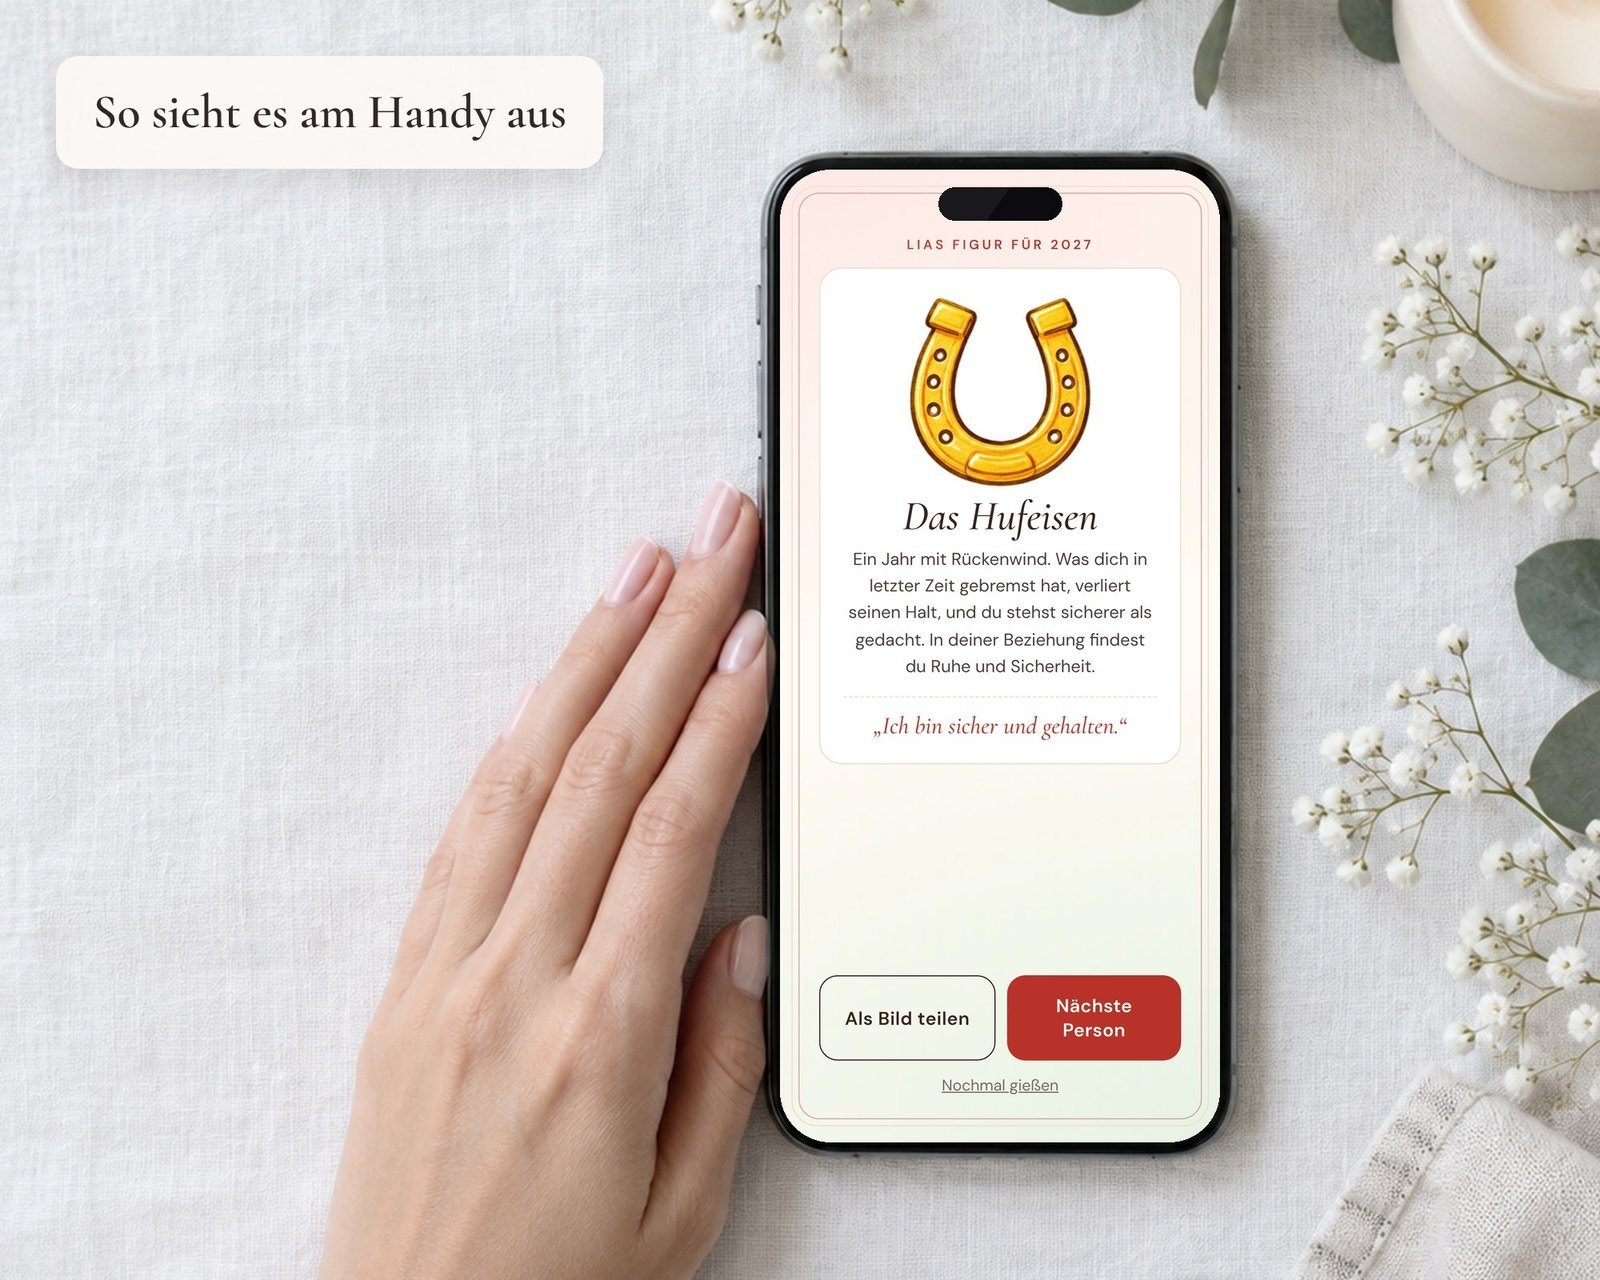 So sieht es am Handy aus
LIAS FIGUR FÜR 2027
Das Hufeisen
Ein Jahr mit Rückenwind. Was dich in
letzter Zeit gebremst hat, verliert
seinen Halt, und du stehst sicherer als
gedacht. In deiner Beziehung findest
du Ruhe und Sicherheit.
„Ich bin sicher und gehalten.“
Als Bild teilen
Nächste
Person
Nochmal gießen